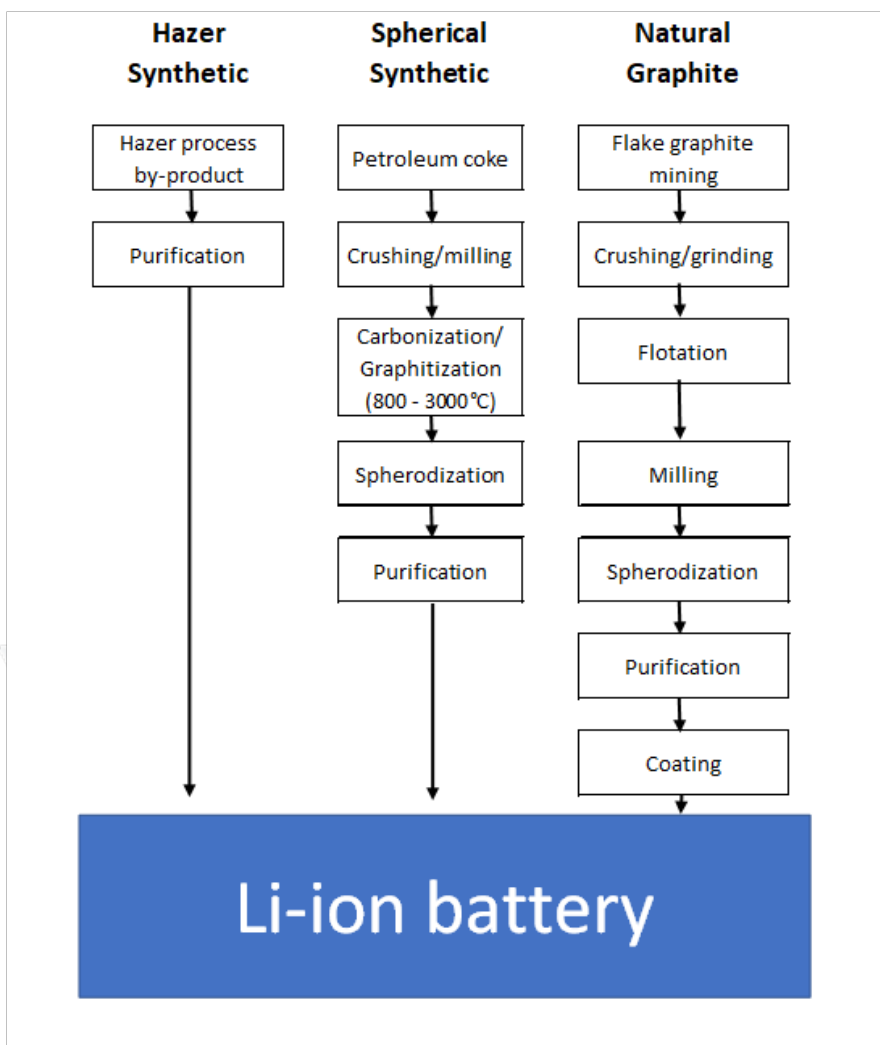 Hazer
Synthetic
Spherical
Synthetic
Natural
Graphite
Hazer process
by-product
Purification
Petroleum coke
Crushing/milling
Carbonization/
Graphitization
(800 - 3000°C)
Spherodization
Purification
Flake graphite
mining
Crushing/grinding
Flotation
Milling
Spherodization
Purification
Coating
Li-ion battery